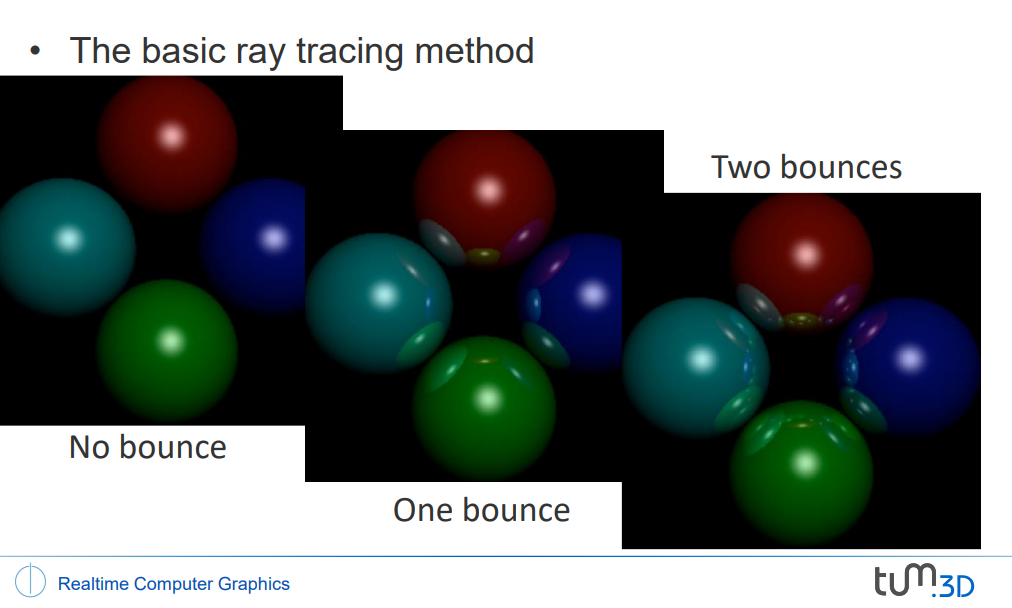 • The basic ray tracing method
Two bounces
No bounce
One bounce
Realtime Computer Graphics
tum.3D